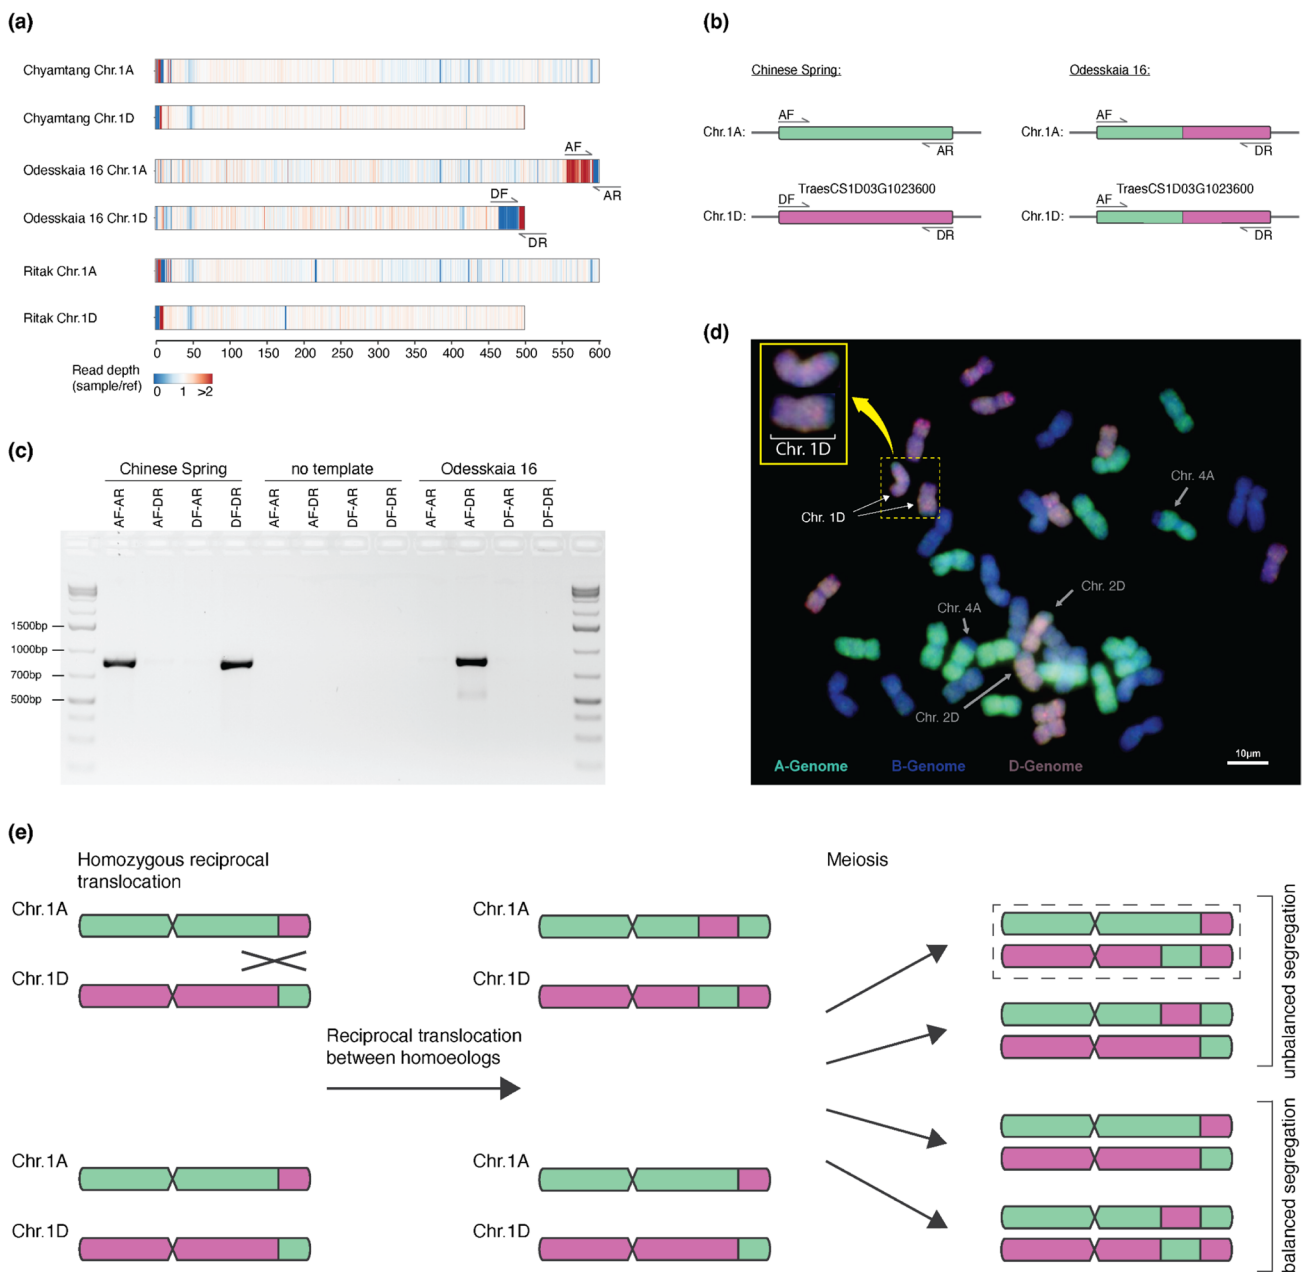 (a)
Chyamtang Chr.1A
Chyamtang Chr.1D
AF
Odesskaia 16 Chr.1A
AR
DF
Odesskaia 16 Chr.1D
DR
Ritak Chr.1A
Ritak Chr.1D
0 50 100 150 200 250 300 350 400 450 500 550 600
Read depth
(sample/ref)
0 1 >2
(b)
Chinese Spring:
Odesskaia 16:
AF
AF
Chr.1A:
Chr.1A:
AR
DR
TraesCS1D03G1023600
TraesCS1D03G1023600
DF
AF
Chr.1D:
Chr.1D:
DR
DR
(c)
Chinese Spring
no template
Odesskaia 16
AF-AR
AF-DR
DF-AR
DF-DR
AF-AR
AF-DR
DF-AR
DF-DR
AF-AR
AF-DR
DF-AR
DF-DR
1500bp
1000bp
700bp
500bp
(d)
Chr. 1D
Chr. 1D
Chr. 4A
Chr. 2D
Chr. 4A
Chr. 2D
10µm
A-Genome
B-Genome
D-Genome
(e)
Homozygous reciprocal
translocation
Meiosis
Chr.1A
Chr.1D
Chr.1A
Chr.1D
Reciprocal translocation
between homoeologs
Chr.1A
Chr.1D
Chr.1A
Chr.1D
unbalanced segregation
balanced segregation